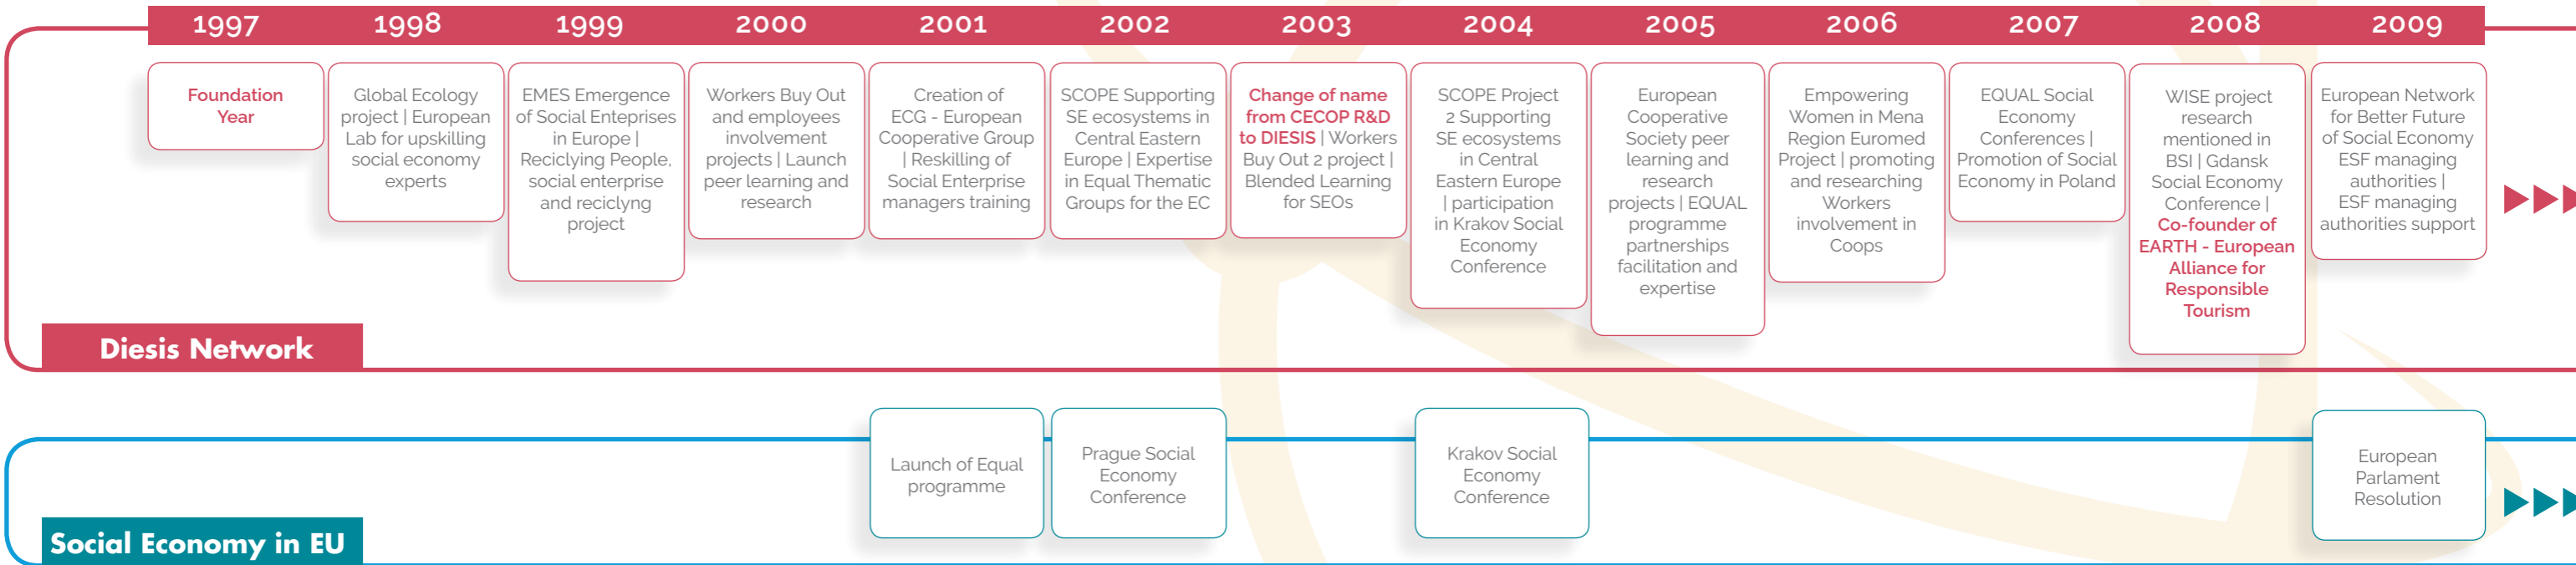 1997
1998
1999
2000
2001
2002
2003
2004
2005
2006
2007
2008
2009
Foundation
Year
Global Ecology
project | European
Lab for upskilling
social economy
experts
EMES Emergence
of Social Enteprises
in Europe |
Reciclying People,
social enterprise
and reciclyng
project
Workers Buy Out
and employees
involvement
projects | Launch
peer learning and
research
Creation of
ECG - European
Cooperative Group
| Reskilling of
Social Enterprise
managers training
SCOPE Supporting
SE ecosystems in
Central Eastern
Europe | Expertise
in Equal Thematic
Groups for the EC
Change of name
from CECOP R&D
to DIESIS | Workers
Buy Out 2 project |
Blended Learning
for SEOs
SCOPE Project
2 Supporting
SE ecosystems
in Central
Eastern Europe
| participation
in Krakov Social
Economy
Conference
European
Cooperative
Society peer
learning and
research
projects | EQUAL
programme
partnerships
facilitation and
expertise
Empowering
Women in Mena
Region Euromed
Project | promoting
and researching
Workers
involvement in
Coops
EQUAL Social
Economy
Conferences |
Promotion of Social
Economy in Poland
WISE project
research
mentioned in
BSI | Gdansk
Social Economy
Conference |
Co-founder of
EARTH - European
Alliance for
Responsible
Tourism
European Network
for Better Future
of Social Economy
ESF managing
authorities |
ESF managing
authorities support
Diesis Network
Launch of Equal
programme
Prague Social
Economy
Conference
Krakov Social
Economy
Conference
European
Parlament
Resolution
Social Economy in EU